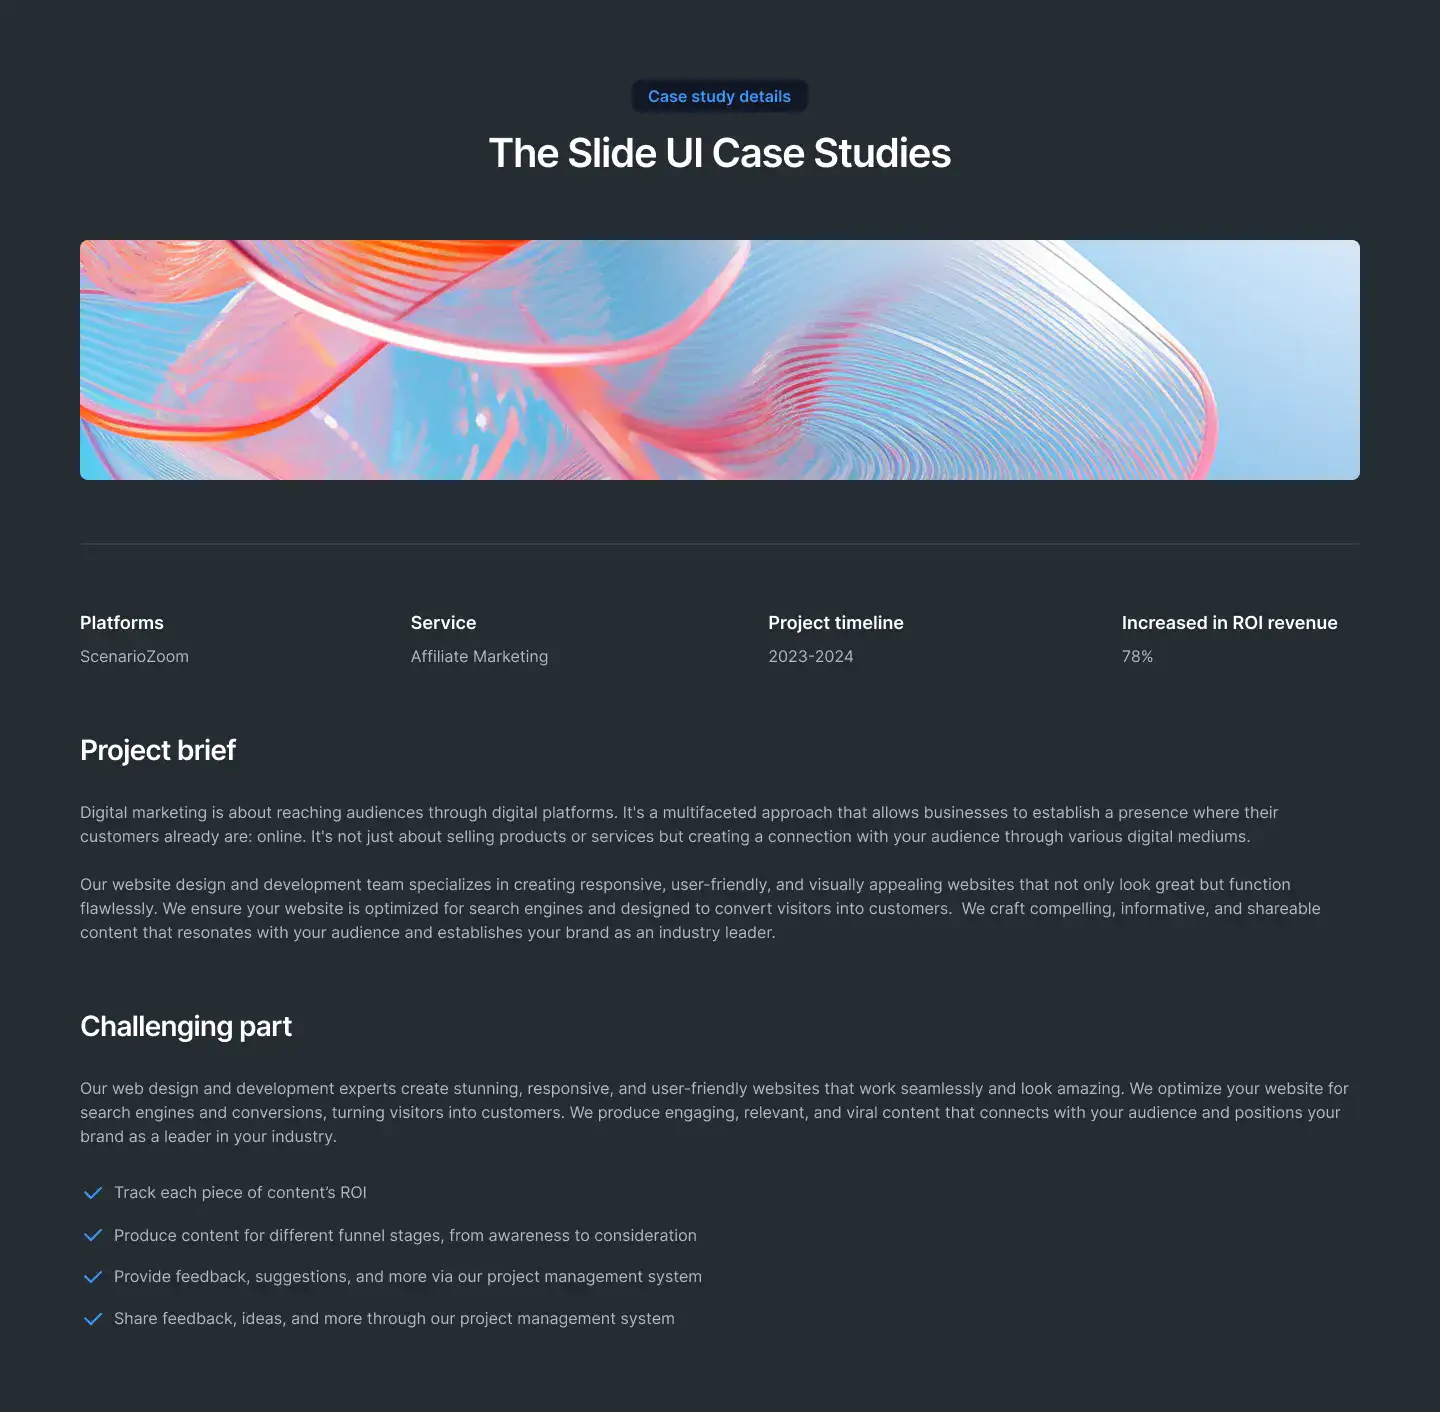 Case study details
The Slide UI Case Studies
Platforms
ScenarioZoom
Service
Affiliate Marketing
Project timeline
2023-2024
Increased in ROI revenue
78%
Project brief
Digital marketing is about reaching audiences through digital platforms. It's a multifaceted approach that allows businesses to establish a presence where their
customers already are: online. It's not just about selling products or services but creating a connection with your audience through various digital mediums.
Our website design and development team specializes in creating responsive, user-friendly, and visually appealing websites that not only look great but function
flawlessly. We ensure your website is optimized for search engines and designed to convert visitors into customers.  We craft compelling, informative, and shareable
content that resonates with your audience and establishes your brand as an industry leader.
Challenging part
Our web design and development experts create stunning, responsive, and user-friendly websites that work seamlessly and look amazing. We optimize your website for
search engines and conversions, turning visitors into customers. We produce engaging, relevant, and viral content that connects with your audience and positions your
brand as a leader in your industry.
Track each piece of content’s ROI
Produce content for different funnel stages, from awareness to consideration
Provide feedback, suggestions, and more via our project management system
Share feedback, ideas, and more through our project management system